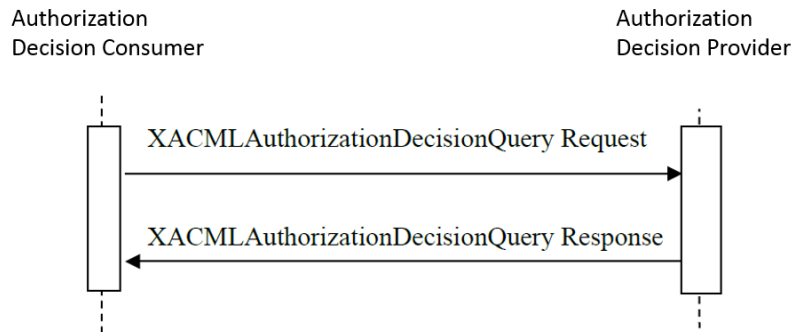 Authorization
Decision Consumer
Authorization
Decision Provider
XACMLAuthorizationDecisionQuery Request
XACMLAuthorizationDecisionQuery Response